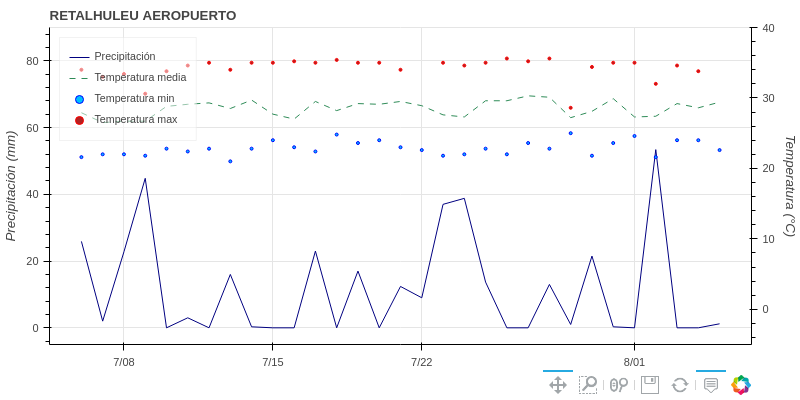 RETALHULEU AEROPUERTO
Precipitación
Temperatura media
Temperatura min
Temperatura max
Precipitación (mm)
80
60
40
20
0
Temperatura (°C)
40
30
20
10
0
7/08
7/15
7/22
8/01